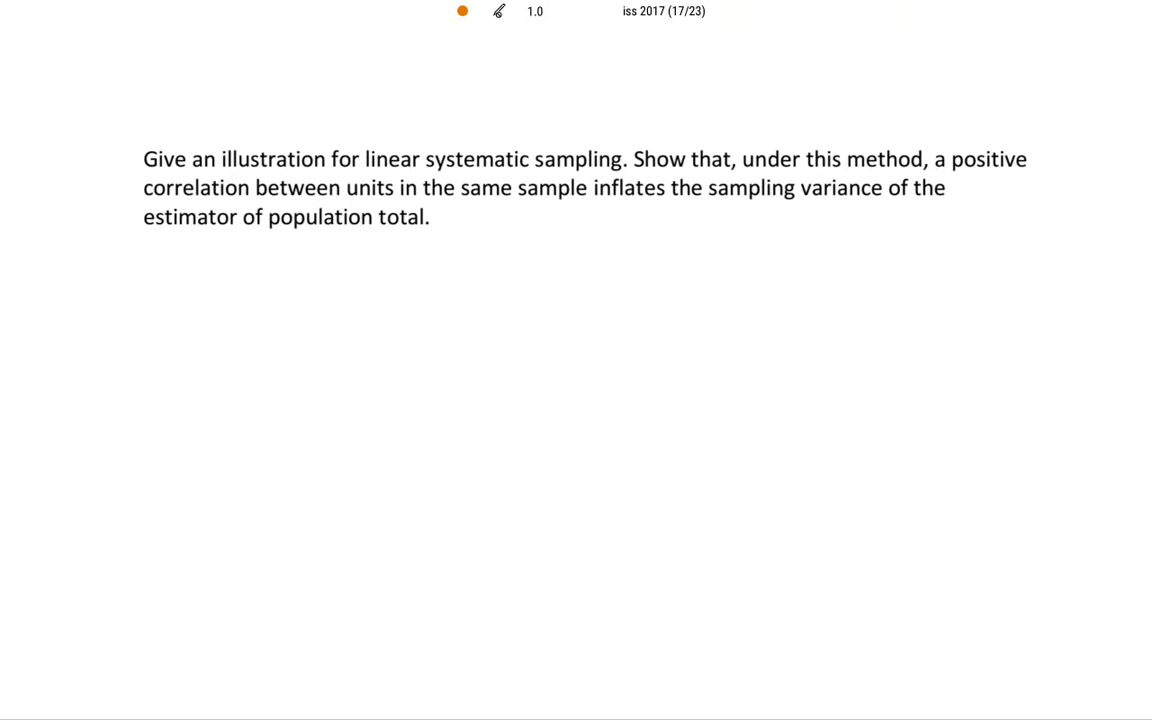 1.0 iss 2017 (17/23)
Give an illustration for linear systematic sampling. Show that, under this method, a positive
correlation between units in the same sample inflates the sampling variance of the
estimator of population total.